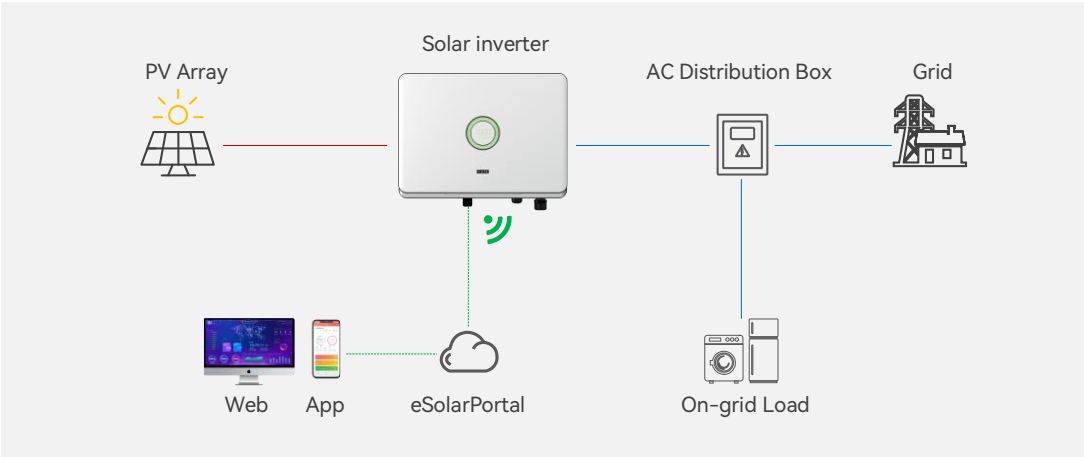 Solar inverter
PV Array
AC Distribution Box
Grid
Web
App
eSolarPortal
On-grid Load